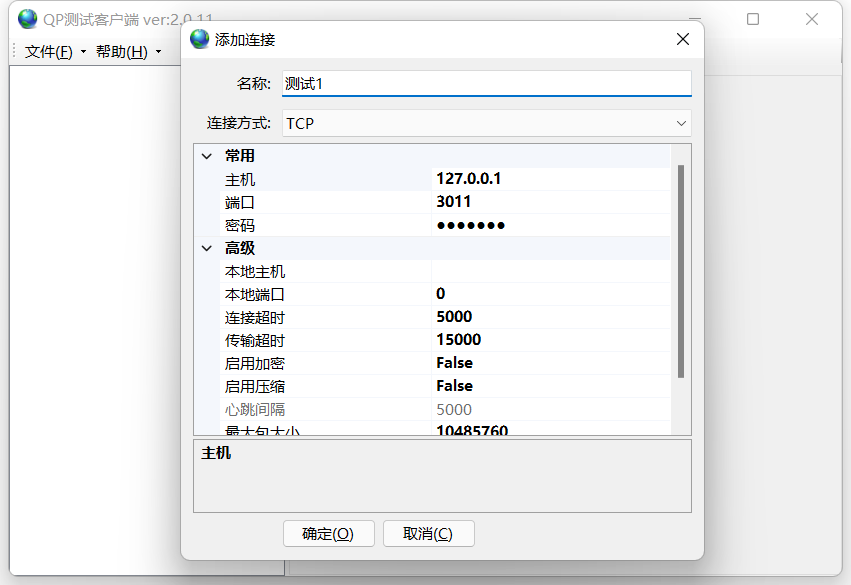 QP测试客户端 ver:2.0.11
文件(F) 帮助(H)
添加连接
名称: 测试1
连接方式: TCP
常用
主机 127.0.0.1
端口 3011
密码 ●●●●●●●
高级
本地主机
本地端口 0
连接超时 5000
传输超时 15000
启用加密 False
启用压缩 False
心跳间隔 5000
最大包大小 10485760
主机
确定(O) 取消(C)